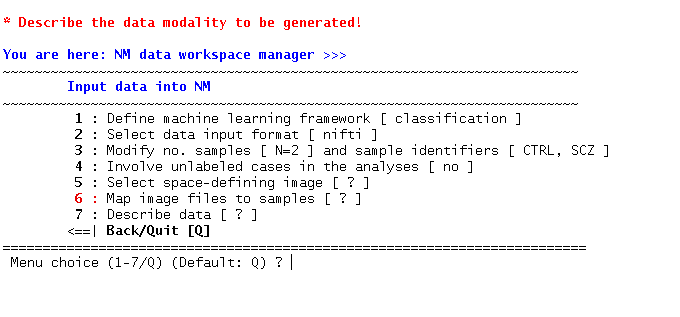 * Describe the data modality to be generated!
You are here: NM data workspace manager >>>
~~~~~~~~~~~~~~~~~~~~~~~~~~~~~~~~~~~~~~~~~~~~~~~~~~~~~~~~~~~~~~~~~~~~~~~~
Input data into NM
~~~~~~~~~~~~~~~~~~~~~~~~~~~~~~~~~~~~~~~~~~~~~~~~~~~~~~~~~~~~~~~~~~~~~~~~
1 : Define machine learning framework [ classification ]
2 : Select data input format [ nifti ]
3 : Modify no. samples [ N=2 ] and sample identifiers [ CTRL, SCZ ]
4 : Involve unlabeled cases in the analyses [ no ]
5 : Select space-defining image [ ? ]
6 : Map image files to samples [ ? ]
7 : Describe data [ ? ]
<==| Back/Quit [Q]
=========================================================================
Menu choice (1-7/Q) (Default: Q) ?